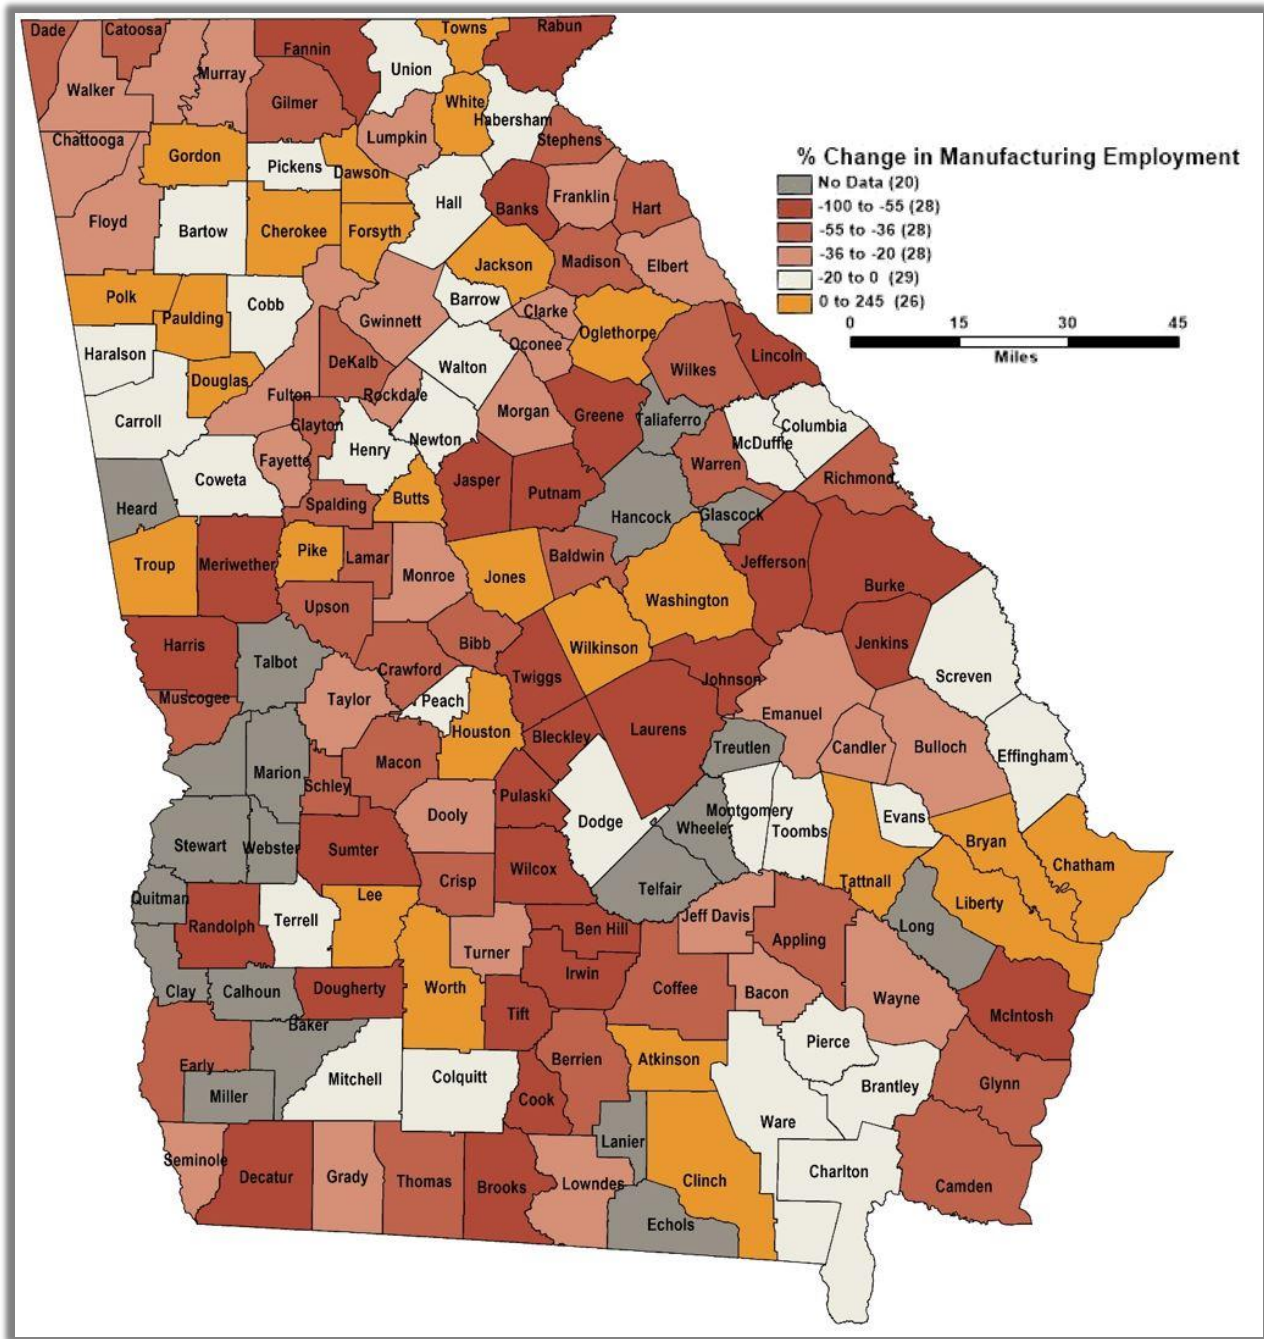 Dade
Catoosa
Fannin
Towns
Rabun
Union
Walker
Murray
Gilmer
White
Habersham
Lumpkin
Stephens
Chattooga
Gordon
Pickens
Dawson
Hall
Banks
Franklin
Hart
Floyd
Bartow
Cherokee
Forsyth
Jackson
Madison
Elbert
% Change in Manufacturing Employment
No Data (20)
-100 to -55 (28)
-55 to -36 (28)
-36 to -20 (28)
-20 to 0 (29)
0 to 245 (26)
0 15 30 45
Miles
Polk
Paulding
Cobb
Gwinnett
Barrow
Clarke
Oconee
Oglethorpe
Haralson
Douglas
DeKalb
Walton
Wilkes
Lincoln
Carroll
Fulton
Rockdale
Morgan
Greene
Taliaferro
Clayton
Henry
Newton
McDuffie
Columbia
Coweta
Fayette
Warren
Richmond
Heard
Spalding
Butts
Jasper
Putnam
Hancock
Glascock
Troup
Meriwether
Pike
Lamar
Monroe
Jones
Baldwin
Washington
Jefferson
Burke
Upson
Harris
Talbot
Crawford
Bibb
Twiggs
Wilkinson
Johnson
Jenkins
Screven
Muscogee
Taylor
Peach
Houston
Bleckley
Laurens
Emanuel
Candler
Bulloch
Effingham
Marion
Schley
Macon
Treutlen
Dooly
Pulaski
Dodge
Wheeler
Montgomery
Toombs
Evans
Bryan
Chatham
Stewart
Webster
Sumter
Crisp
Wilcox
Telfair
Tattnall
Liberty
Quitman
Randolph
Terrell
Lee
Turner
Ben Hill
Jeff Davis
Appling
Long
Clay
Calhoun
Dougherty
Worth
Irwin
Tift
Coffee
Bacon
Wayne
McIntosh
Baker
Early
Miller
Mitchell
Colquitt
Cook
Berrien
Atkinson
Pierce
Brantley
Glynn
Seminole
Decatur
Grady
Thomas
Brooks
Lowndes
Lanier
Clinch
Echols
Ware
Charlton
Camden